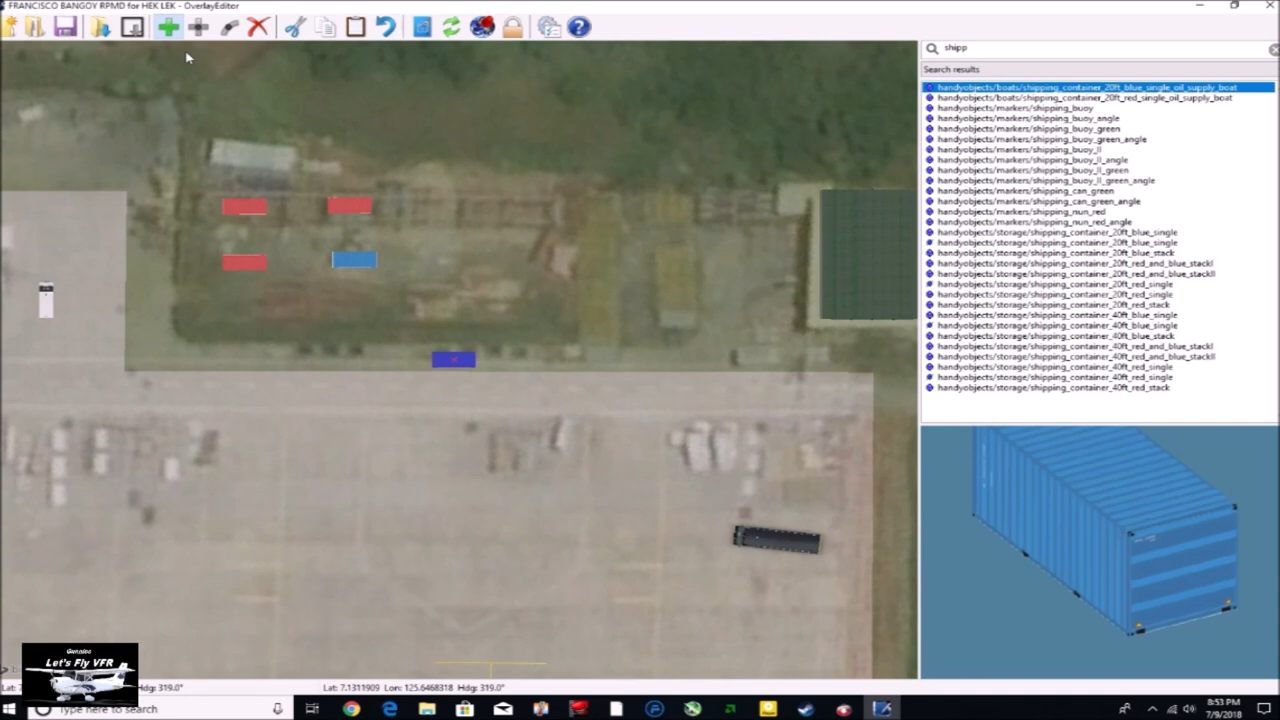 FRANCISCO BANGOY RPMD for HEK LEK - OverlayEditor
shipp
Search results
handyobjects/boats/shipping_container_20ft_blue_single_oil_supply_boat
handyobjects/boats/shipping_container_20ft_red_single_oil_supply_boat
handyobjects/markers/shipping_buoy
handyobjects/markers/shipping_buoy_angle
handyobjects/markers/shipping_buoy_green
handyobjects/markers/shipping_buoy_green_angle
handyobjects/markers/shipping_buoy_ll
handyobjects/markers/shipping_buoy_ll_angle
handyobjects/markers/shipping_buoy_ll_green
handyobjects/markers/shipping_buoy_ll_green_angle
handyobjects/markers/shipping_can_green
handyobjects/markers/shipping_can_green_angle
handyobjects/markers/shipping_nun_red
handyobjects/markers/shipping_nun_red_angle
handyobjects/storage/shipping_container_20ft_blue_single
handyobjects/storage/shipping_container_20ft_blue_single
handyobjects/storage/shipping_container_20ft_blue_stack
handyobjects/storage/shipping_container_20ft_red_and_blue_stackI
handyobjects/storage/shipping_container_20ft_red_and_blue_stackII
handyobjects/storage/shipping_container_20ft_red_single
handyobjects/storage/shipping_container_20ft_red_single
handyobjects/storage/shipping_container_20ft_red_stack
handyobjects/storage/shipping_container_40ft_blue_single
handyobjects/storage/shipping_container_40ft_blue_single
handyobjects/storage/shipping_container_40ft_blue_stack
handyobjects/storage/shipping_container_40ft_red_and_blue_stackI
handyobjects/storage/shipping_container_40ft_red_and_blue_stackII
handyobjects/storage/shipping_container_40ft_red_single
handyobjects/storage/shipping_container_40ft_red_single
handyobjects/storage/shipping_container_40ft_red_stack
Let's Fly VFR
Lat: 7. Hdg: 319.0° Lat: 7.1311909 Lon: 125.6468318 Hdg: 319.0°
Type here to search
8:53 PM
7/9/2018